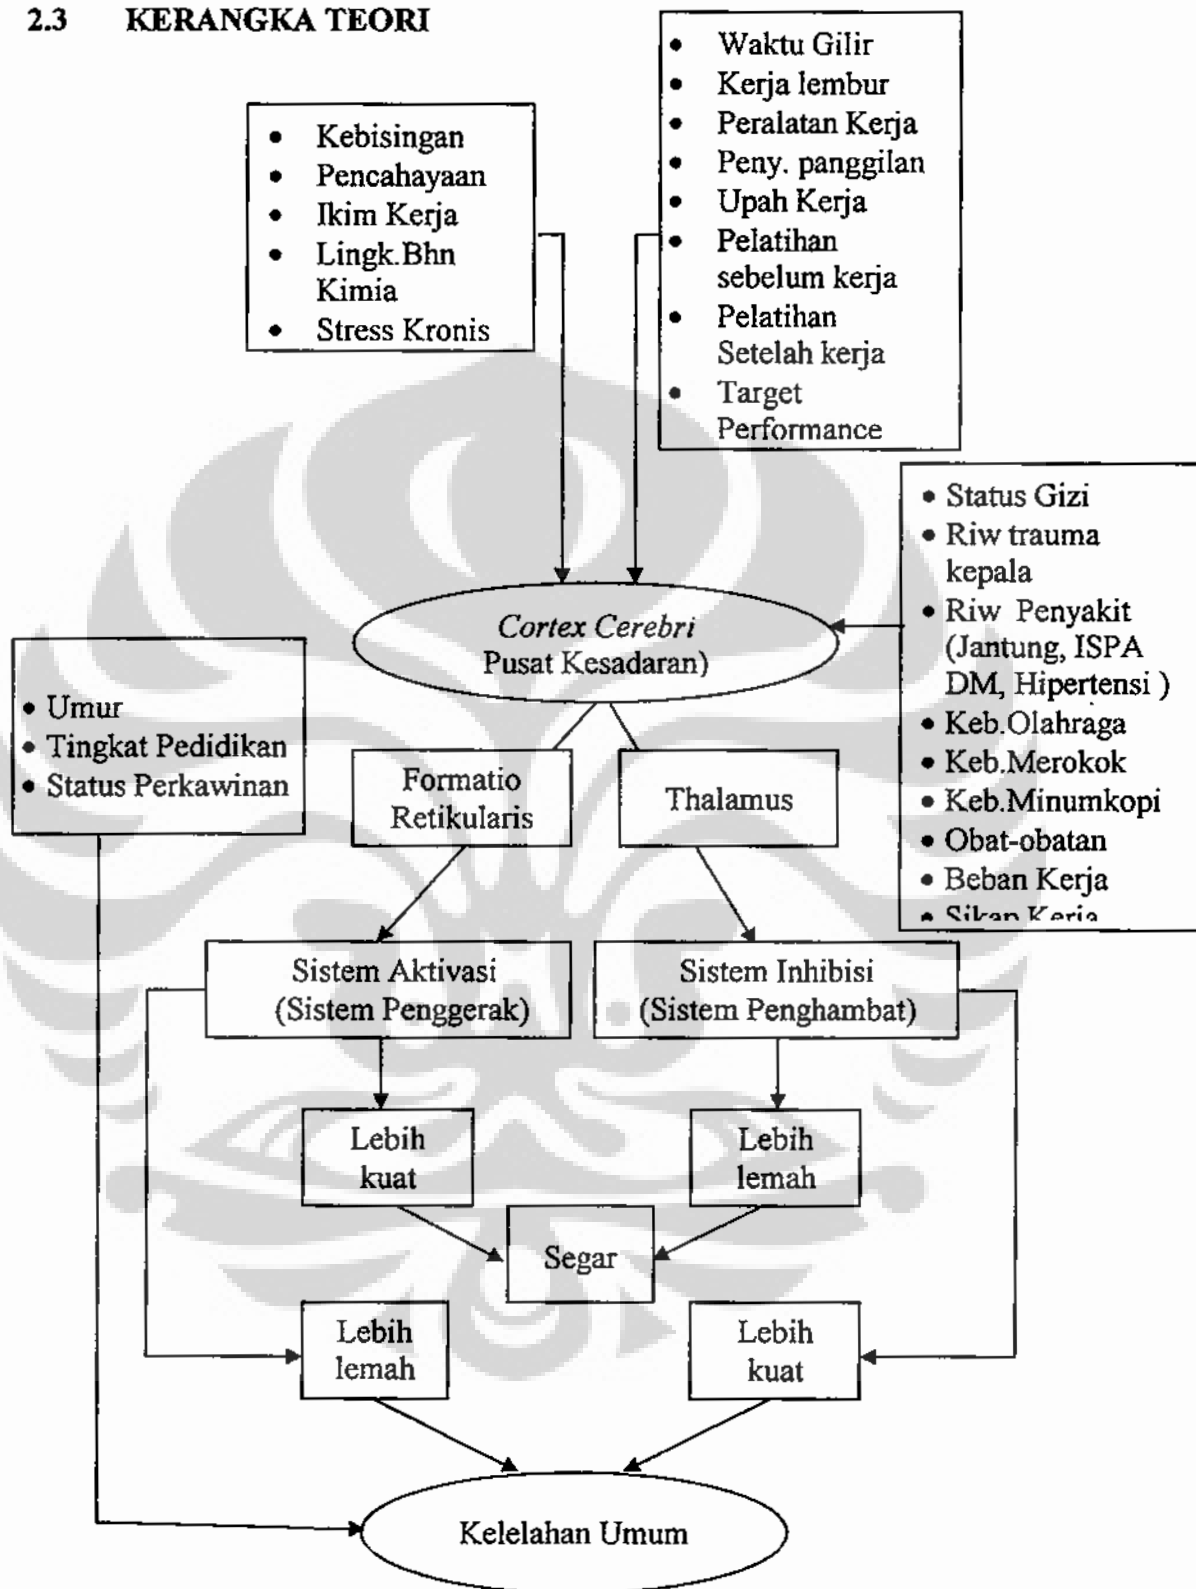 2.3 KERANGKA TEORI
• Waktu Gilir
• Kerja lembur
• Peralatan Kerja
• Peny. panggilan
• Upah Kerja
• Pelatihan
sebelum kerja
• Pelatihan
Setelah kerja
• Target
Performance
• Kebisingan
• Pencahayaan
• Ikim Kerja
• Lingk.Bhn
Kimia
• Stress Kronis
• Status Gizi
• Riw trauma
kepala
• Riw Penyakit
(Jantung, ISPA
DM, Hipertensi )
• Keb.Olahraga
• Keb.Merokok
• Keb.Minumkopi
• Obat-obatan
• Beban Kerja
• Sikap Kerja
Cortex Cerebri
Pusat Kesadaran)
• Umur
• Tingkat Pedidikan
• Status Perkawinan
Formatio
Retikularis
Thalamus
Sistem Aktivasi
(Sistem Penggerak)
Sistem Inhibisi
(Sistem Penghambat)
Lebih
kuat
Lebih
lemah
Segar
Lebih
lemah
Lebih
kuat
Kelelahan Umum